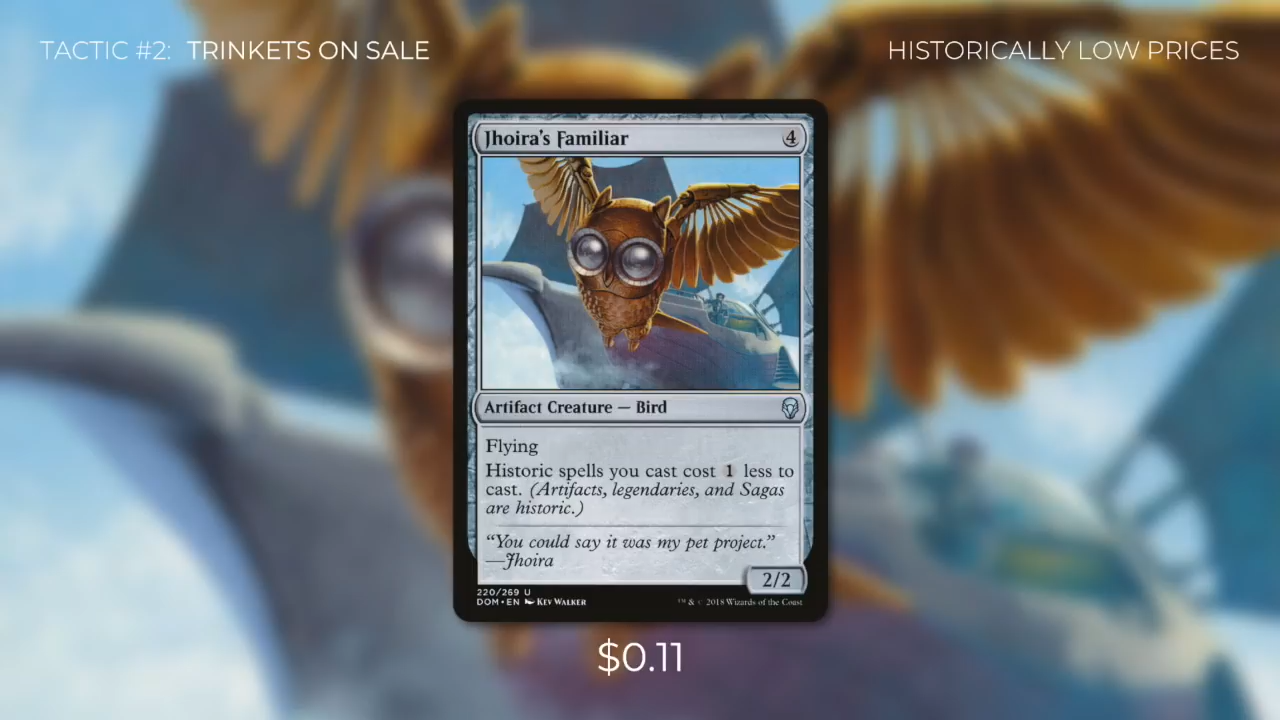 TACTIC #2: TRINKETS ON SALE
HISTORICALLY LOW PRICES
Jhoira's Familiar 4
Artifact Creature — Bird
Flying
Historic spells you cast cost 1 less to
cast. (Artifacts, legendaries, and Sagas
are historic.)
"You could say it was my pet project."
—Jhoira
2/2
220/269 U
DOM • EN KEV WALKER
™ & © 2018 Wizards of the Coast
$0.11